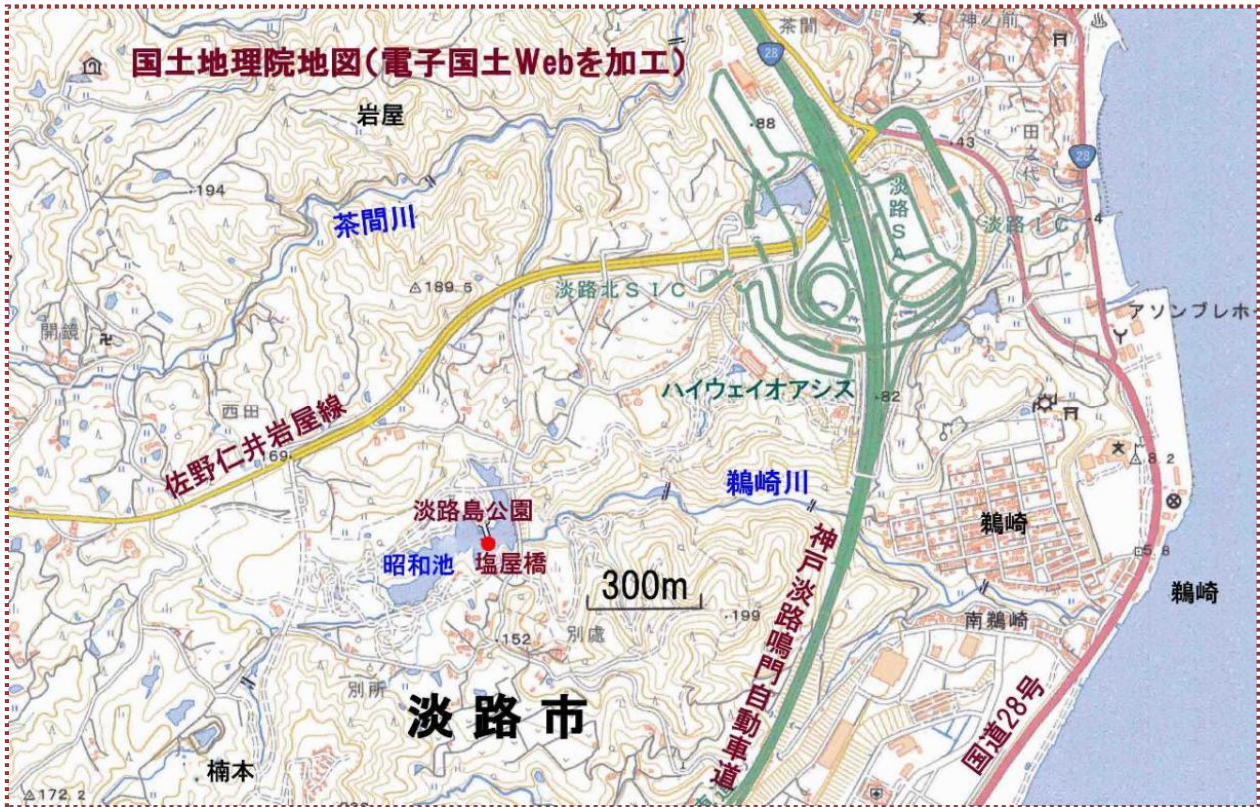 茶間
神ノ前
28
国土地理院地図(電子国土Webを加工)
岩屋
88
43
田之代
28
194
淡路SA
茶間川
4
淡路IC
189.5
淡路北SIC
アソンブレホ
開鏡
ハイウェイオアシス
82
西田
佐野仁井岩屋線
169
8.2
鵜崎川
淡路島公園
鵜崎
昭和池
塩屋橋
神戸淡路鳴門自動車道
5.8
300m
鵜崎
199
南鵜崎
152
別處
別所
淡路市
国道28号
楠本
172.2